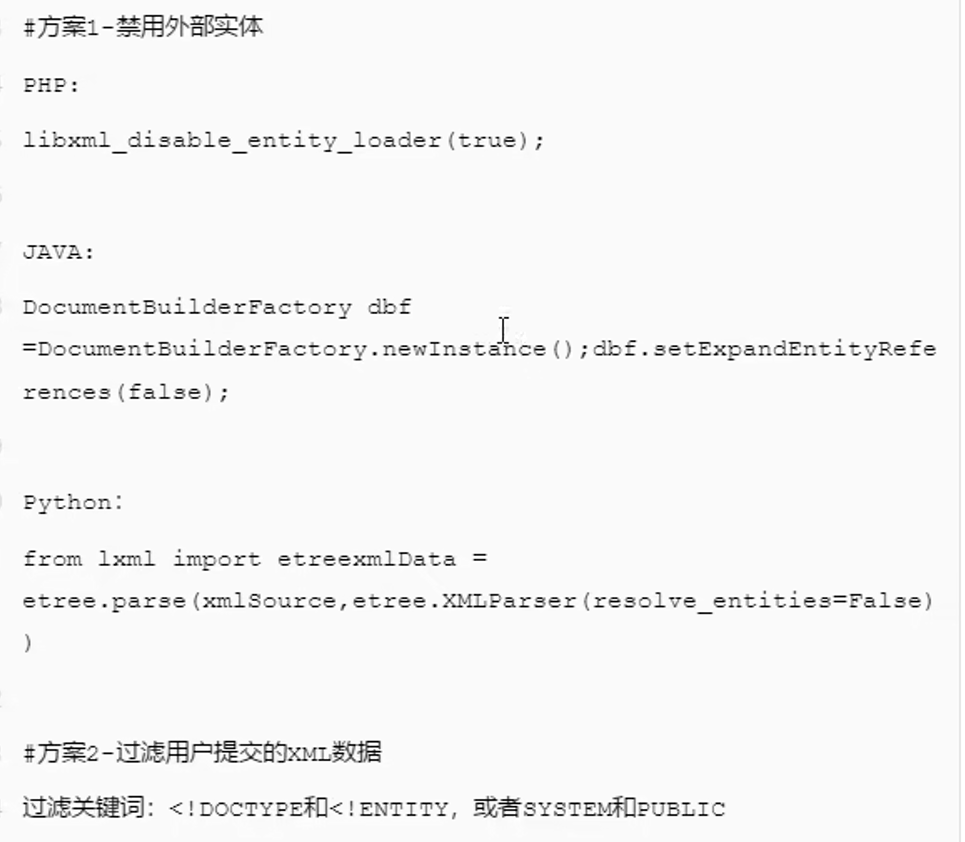 #方案1-禁用外部实体
PHP:
libxml_disable_entity_loader(true);
JAVA:
DocumentBuilderFactory dbf
=DocumentBuilderFactory.newInstance();dbf.setExpandEntityRefe
rences(false);
Python：
from lxml import etreexmlData =
etree.parse(xmlSource,etree.XMLParser(resolve_entities=False)
)
#方案2-过滤用户提交的XML数据
过滤关键词：<!DOCTYPE和<!ENTITY，或者SYSTEM和PUBLIC